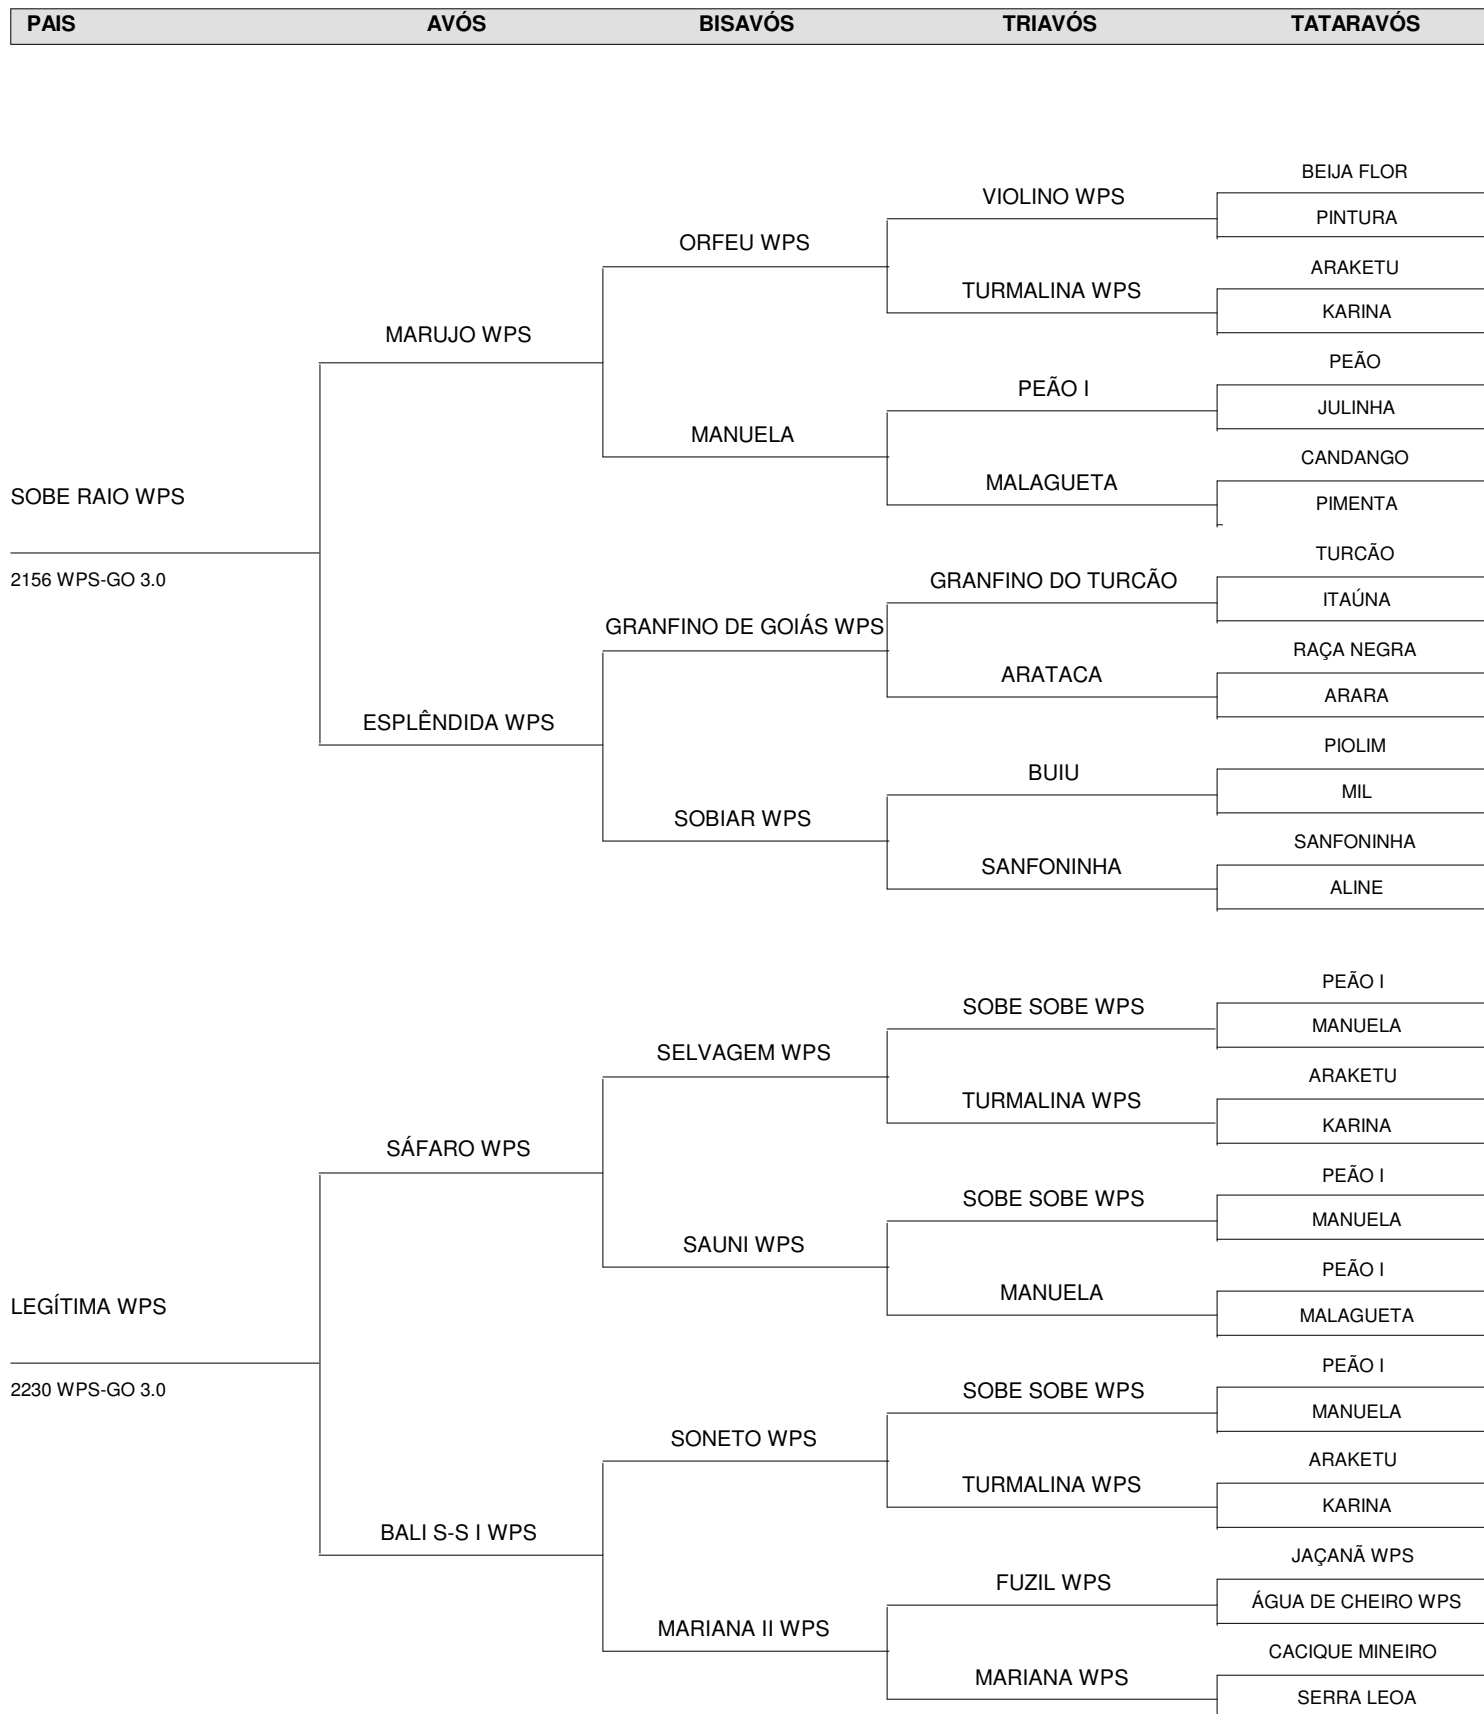 PAIS AVÓS BISAVÓS TRIAVÓS TATARAVÓS
BEIJA FLOR
VIOLINO WPS
PINTURA
ORFEU WPS
ARAKETU
TURMALINA WPS
KARINA
MARUJO WPS
PEÃO
PEÃO I
JULINHA
MANUELA
CANDANGO
MALAGUETA
PIMENTA
SOBE RAIO WPS
2156 WPS-GO 3.0
TURCÃO
GRANFINO DO TURCÃO
ITAÚNA
GRANFINO DE GOIÁS WPS
RAÇA NEGRA
ARATACA
ARARA
ESPLÊNDIDA WPS
PIOLIM
BUIU
MIL
SOBIAR WPS
SANFONINHA
SANFONINHA
ALINE
PEÃO I
SOBE SOBE WPS
MANUELA
SELVAGEM WPS
ARAKETU
TURMALINA WPS
KARINA
SÁFARO WPS
PEÃO I
SOBE SOBE WPS
MANUELA
SAUNI WPS
PEÃO I
MANUELA
MALAGUETA
LEGÍTIMA WPS
2230 WPS-GO 3.0
PEÃO I
SOBE SOBE WPS
MANUELA
SONETO WPS
ARAKETU
TURMALINA WPS
KARINA
BALI S-S I WPS
JAÇANÃ WPS
FUZIL WPS
ÁGUA DE CHEIRO WPS
MARIANA II WPS
CACIQUE MINEIRO
MARIANA WPS
SERRA LEOA